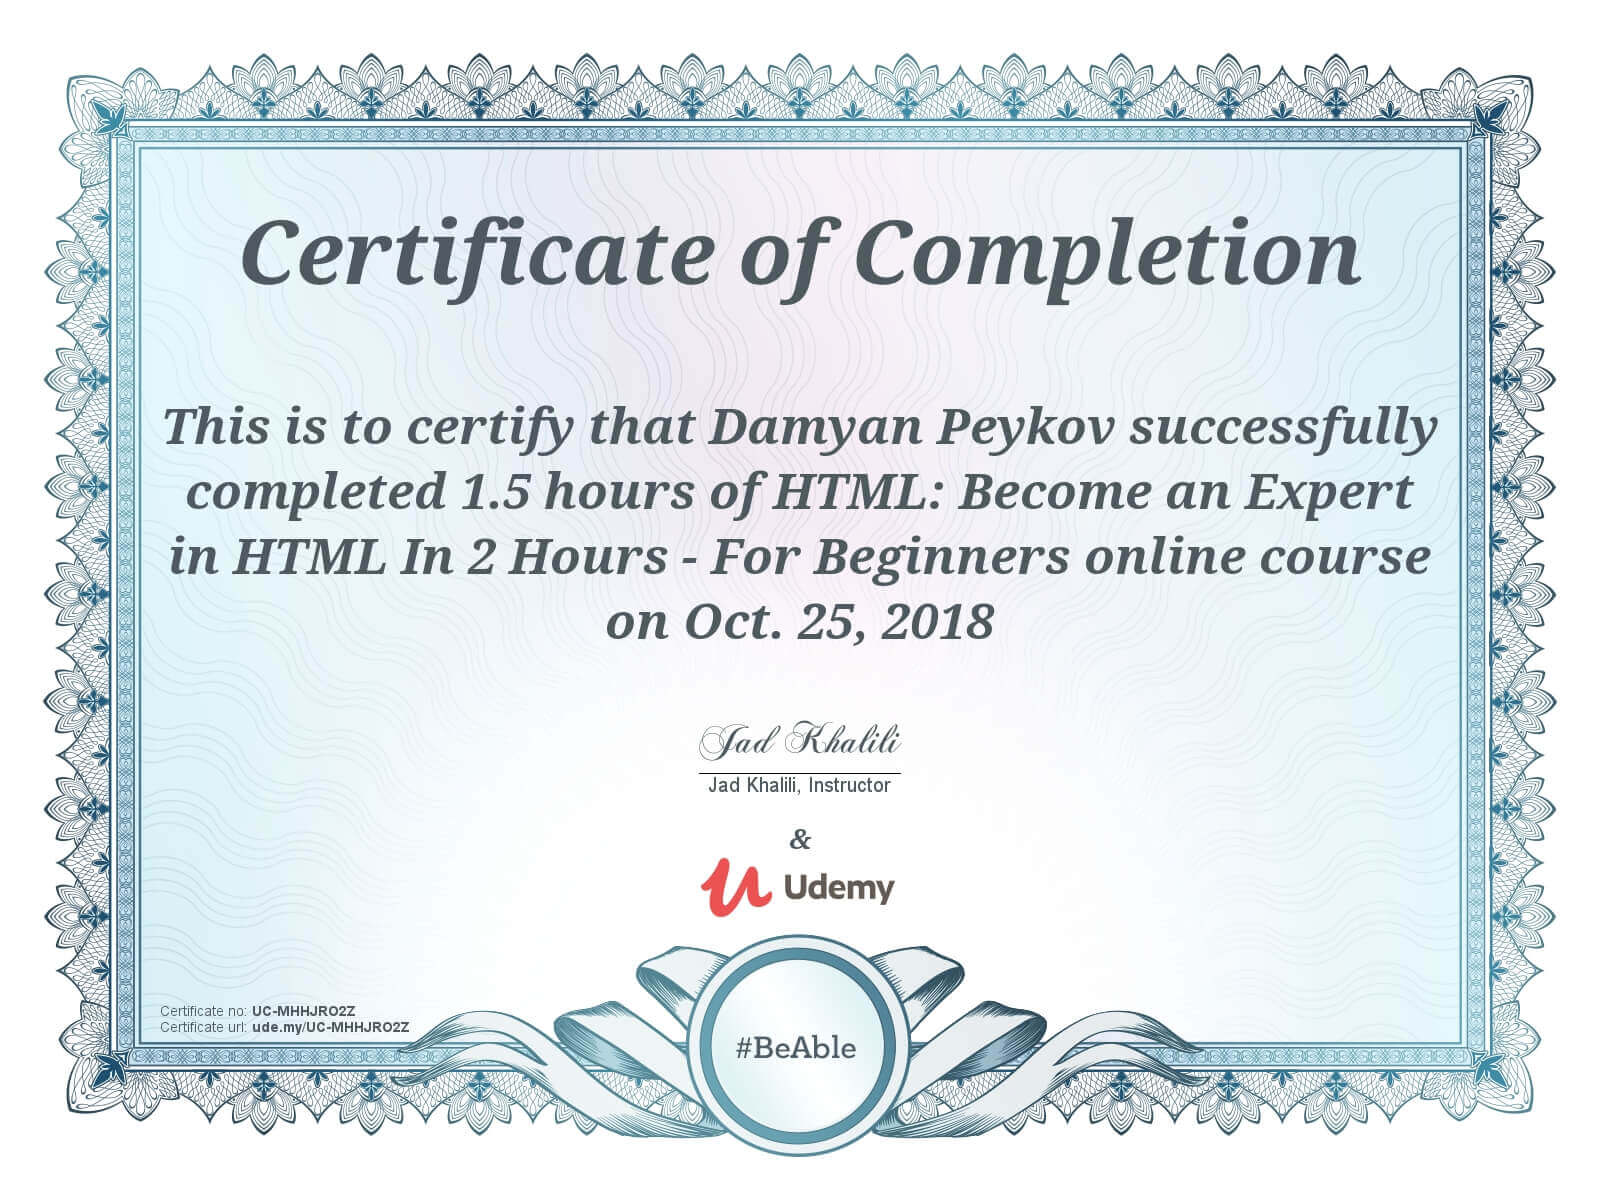 Certificate of Completion
This is to certify that Damyan Peykov successfully
completed 1.5 hours of HTML: Become an Expert
in HTML In 2 Hours - For Beginners online course
on Oct. 25, 2018
Jad Khalili
Jad Khalili, Instructor
&
Udemy
Certificate no: UC-MHHJRO2Z
Certificate url: ude.my/UC-MHHJRO2Z
#BeAble